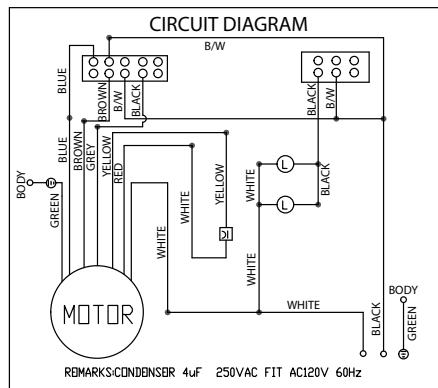 CIRCUIT DIAGRAM
B/W
BLUE
BROWN
B/W
BLACK
BLACK
B/W
BLUE
BROWN
GREY
YELLOW
RED
WHITE
YELLOW
WHITE
L
BLACK
L
BODY
GREEN
WHITE
WHITE
WHITE
BLACK
BODY
GREEN
MOTOR
REMARKS:CONDENSER 4uF 250VAC FIT AC120V 60Hz